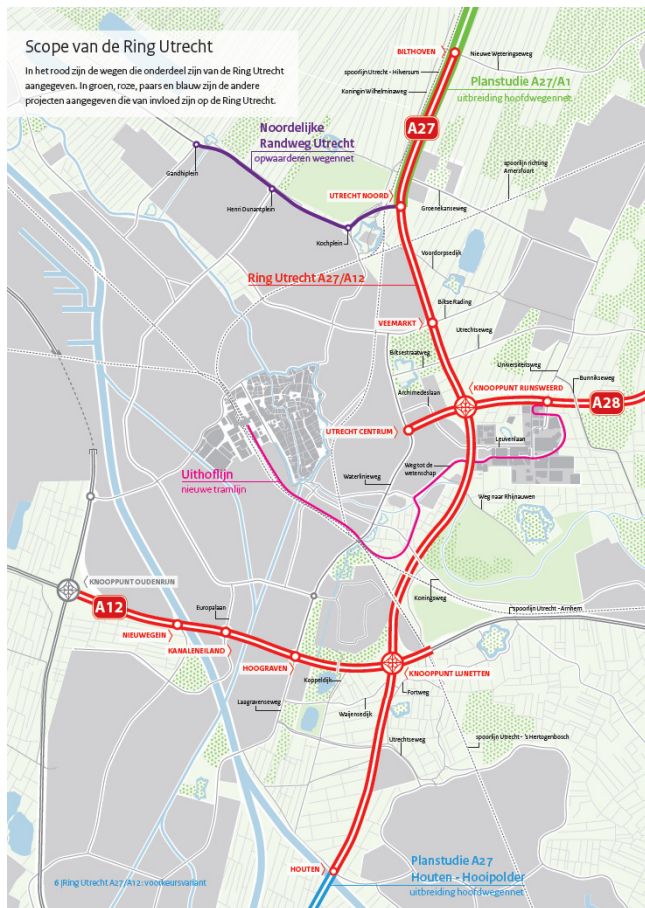 Scope van de Ring Utrecht
In het rood zijn de wegen die onderdeel zijn van de Ring Utrecht
aangegeven. In groen, roze, paars en blauw zijn de andere
projecten aangegeven die van invloed zijn op de Ring Utrecht.
BILTHOVEN
Nieuwe Weteringseweg
spoorlijn Utrecht - Hilversum
Koningin Wilhelminaweg
Planstudie A27/A1
uitbreiding hoofdwegennet
A27
Noordelijke
Randweg Utrecht
opwaarderen wegennet
spoorlijn richting
Amersfoort
Gandhiplein
UTRECHT NOORD
Groenekanseweg
Henri Dunantplein
Kochplein
Voordorpsedijk
Ring Utrecht A27/A12
Biltse Rading
VEEMARKT
Utrechtseweg
Biltsestraatweg
Universiteitsweg
Bunnikseweg
KNOOPPUNT RIJNSWEERD
Archimedeslaan
A28
UTRECHT CENTRUM
Leuvenlaan
Uithoflijn
nieuwe tramlijn
Waterlinieweg
Weg tot de
wetenschap
Weg naar Rhijnauwen
KNOOPPUNT OUDENRIJN
Koningsweg
A12
Europalaan
spoorlijn Utrecht - Arnhem
NIEUWEGEIN
KANALENEILAND
HOOGRAVEN
Koppeldijk
KNOOPPUNT LUNETTEN
Fortweg
Laagravenseweg
Waijensedijk
Utrechtseweg
spoorlijn Utrecht - 's Hertogenbosch
HOUTEN
Planstudie A27
Houten - Hooipolder
uitbreiding hoofdwegennet
6 |Ring Utrecht A27/A12: voorkeursvariant